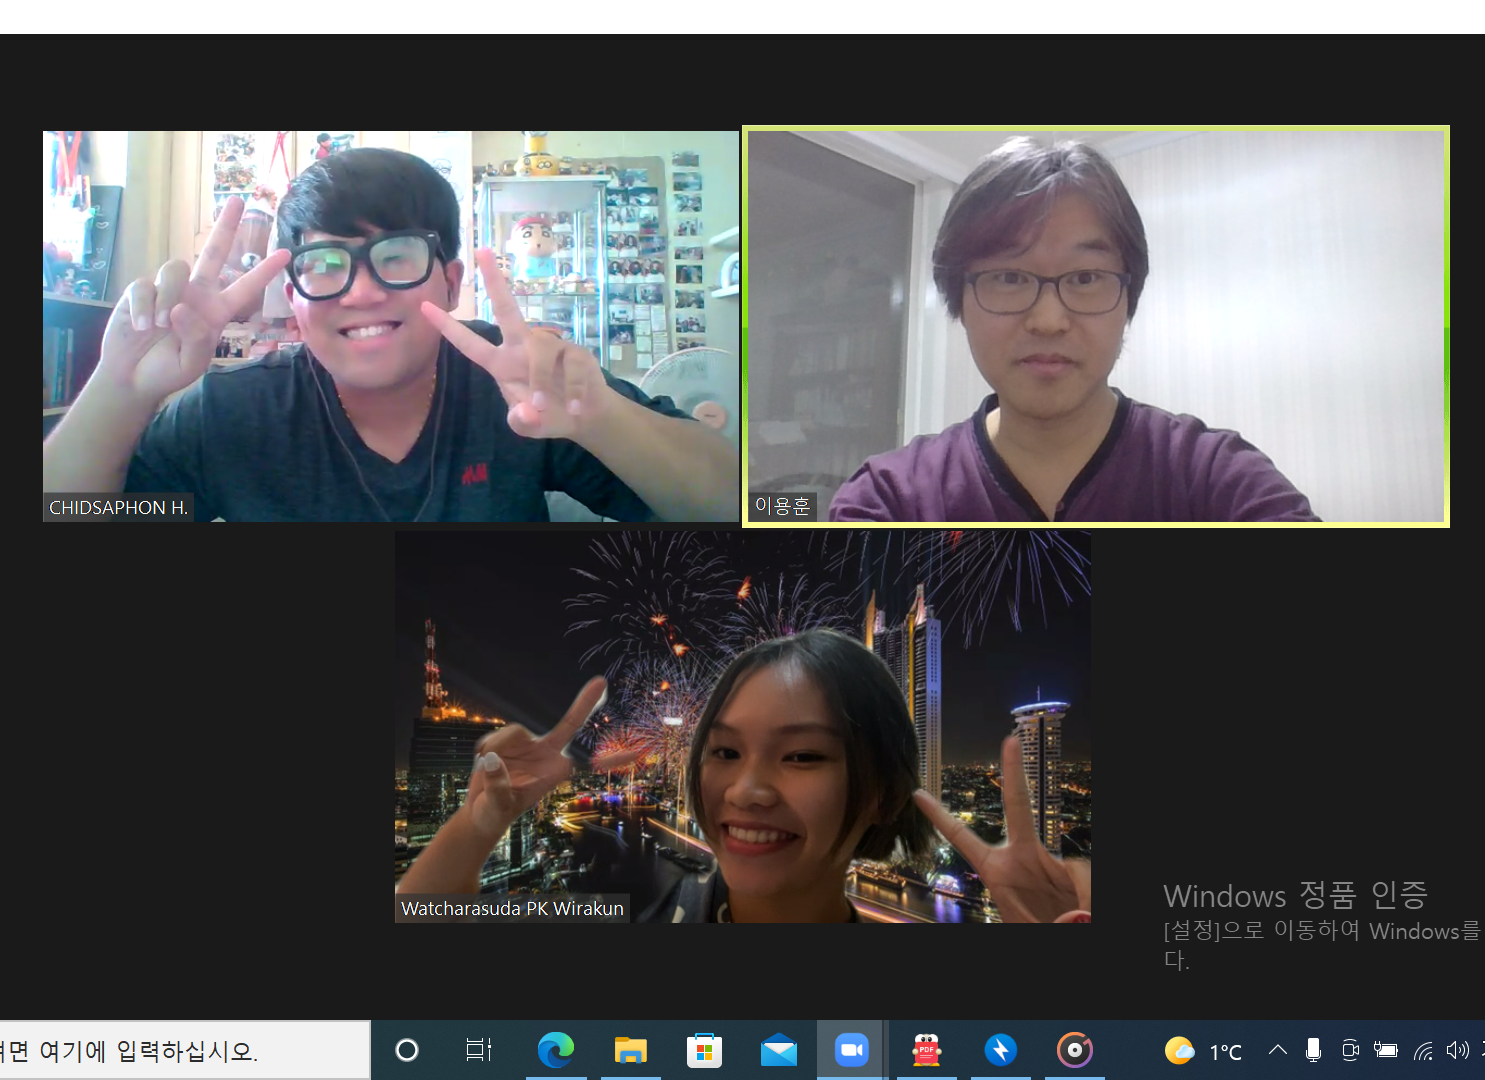 CHIDSAPHON H.
이용훈
Watcharasuda PK Wirakun
Windows 정품 인증
[설정]으로 이동하여 Windows를
다.
면 여기에 입력하십시오.
PDF
1°C